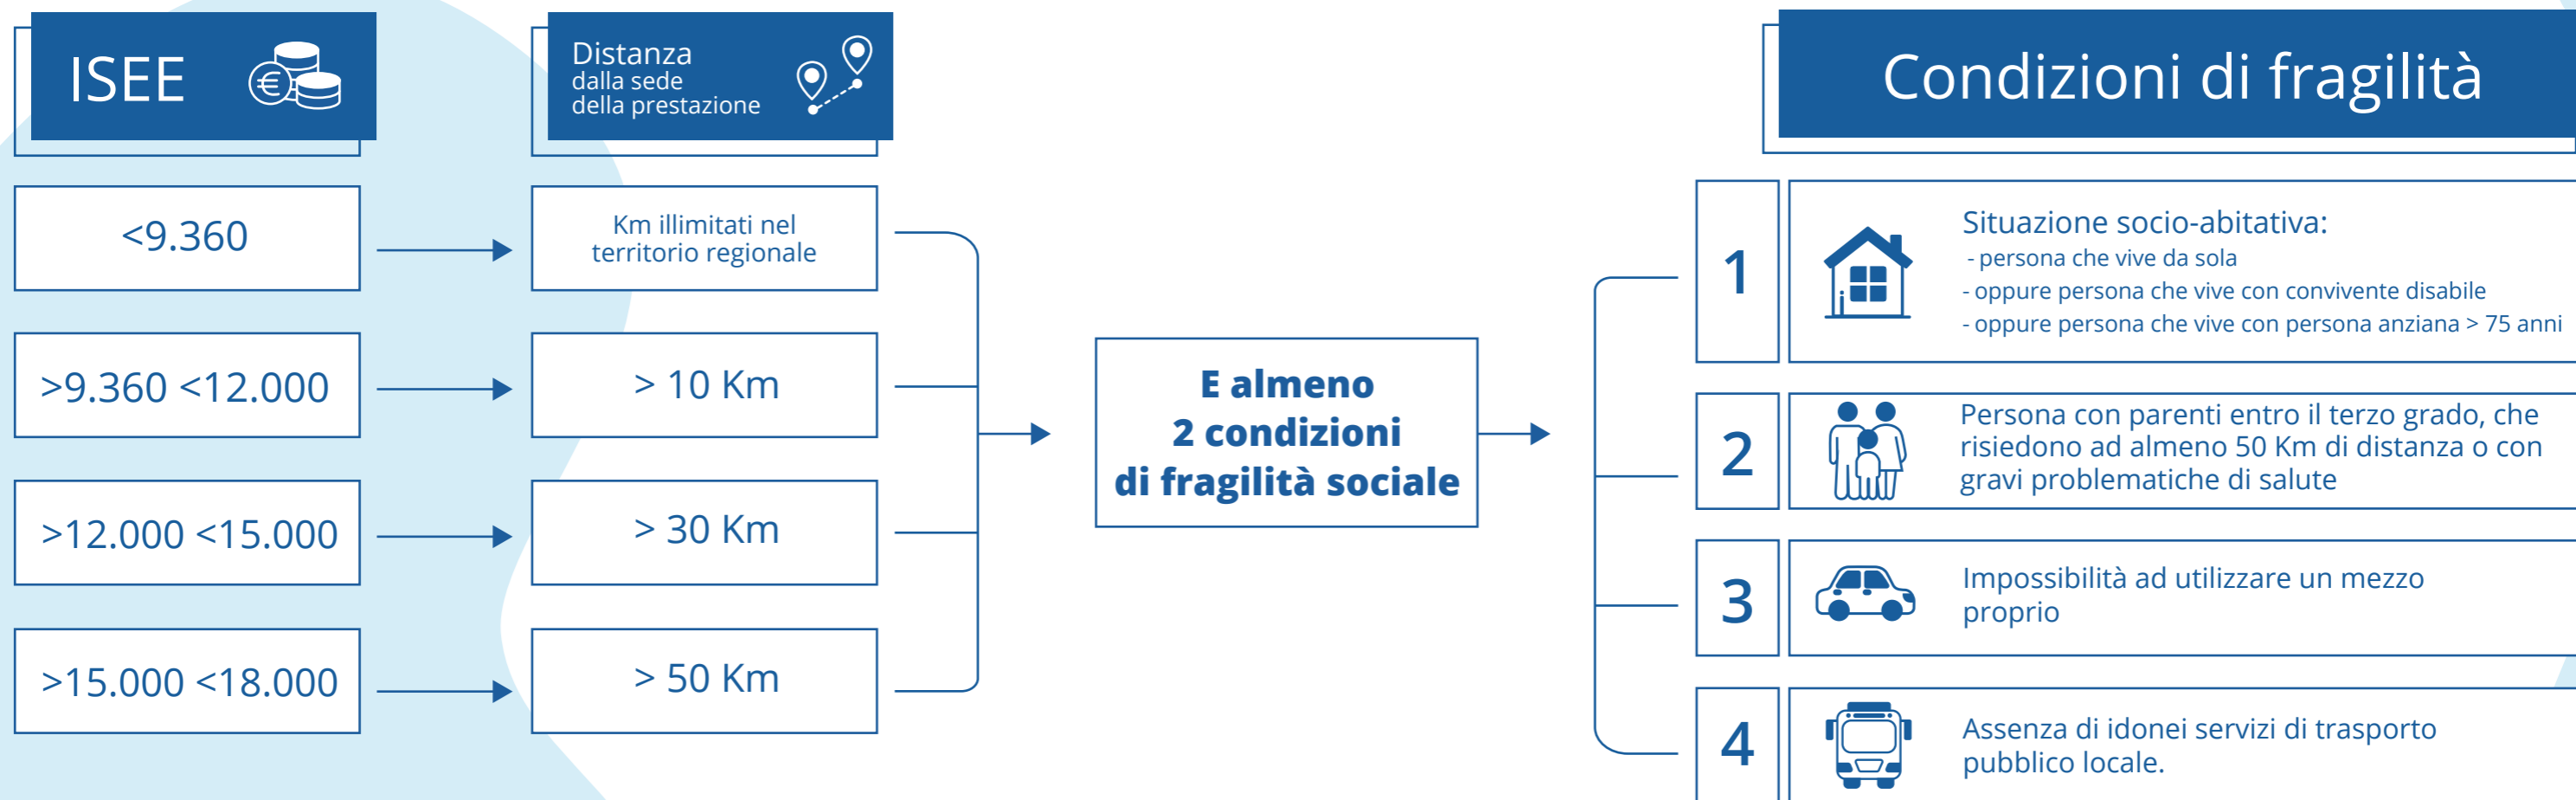 ISEE
Distanza
dalla sede
della prestazione
Condizioni di fragilità
<9.360
Km illimitati nel
territorio regionale
>9.360 <12.000
> 10 Km
>12.000 <15.000
> 30 Km
>15.000 <18.000
> 50 Km
E almeno
2 condizioni
di fragilità sociale
1
Situazione socio-abitativa:
- persona che vive da sola
- oppure persona che vive con convivente disabile
- oppure persona che vive con persona anziana > 75 anni
2
Persona con parenti entro il terzo grado, che
risiedono ad almeno 50 Km di distanza o con
gravi problematiche di salute
3
Impossibilità ad utilizzare un mezzo
proprio
4
Assenza di idonei servizi di trasporto
pubblico locale.